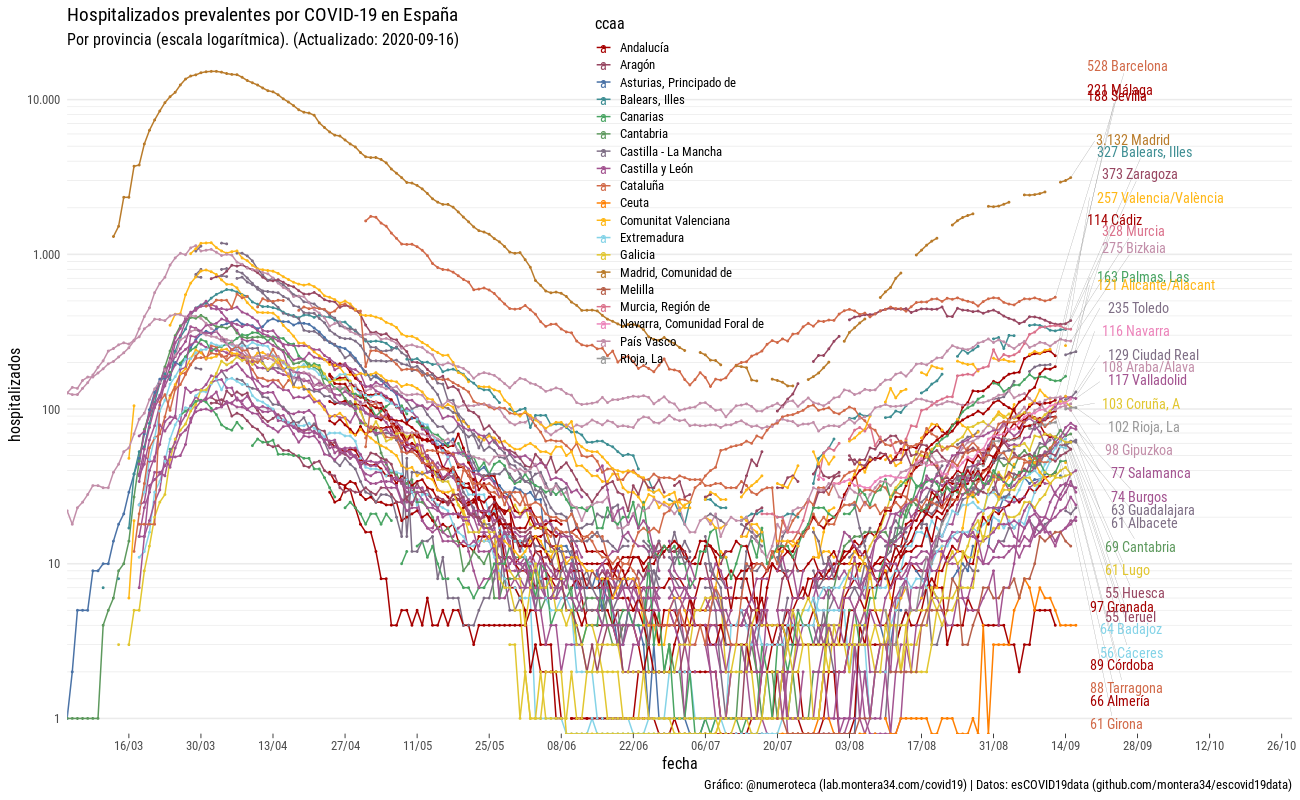 Hospitalizados prevalentes por COVID-19 en España
Por provincia (escala logarítmica). (Actualizado: 2020-09-16)
ccaa
Andalucía
Aragón
Asturias, Principado de
Balears, Illes
Canarias
Cantabria
Castilla - La Mancha
Castilla y León
Cataluña
Ceuta
Comunitat Valenciana
Extremadura
Galicia
Madrid, Comunidad de
Melilla
Murcia, Región de
Navarra, Comunidad Foral de
País Vasco
Rioja, La
hospitalizados
10.000
1.000
100
10
1
528 Barcelona
221 Málaga
188 Sevilla
3.132 Madrid
327 Balears, Illes
373 Zaragoza
257 Valencia/València
114 Cádiz
328 Murcia
275 Bizkaia
163 Palmas, Las
121 Alicante/Alacant
235 Toledo
116 Navarra
129 Ciudad Real
108 Araba/Álava
117 Valladolid
103 Coruña, A
102 Rioja, La
98 Gipuzkoa
77 Salamanca
74 Burgos
63 Guadalajara
61 Albacete
69 Cantabria
61 Lugo
55 Huesca
97 Granada
55 Teruel
64 Badajoz
56 Cáceres
89 Córdoba
88 Tarragona
66 Almería
61 Girona
16/03 30/03 13/04 27/04 11/05 25/05 08/06 22/06 06/07 20/07 03/08 17/08 31/08 14/09 28/09 12/10 26/10
fecha
Gráfico: @numeroteca (lab.montera34.com/covid19) | Datos: esCOVID19data (github.com/montera34/escovid19data)